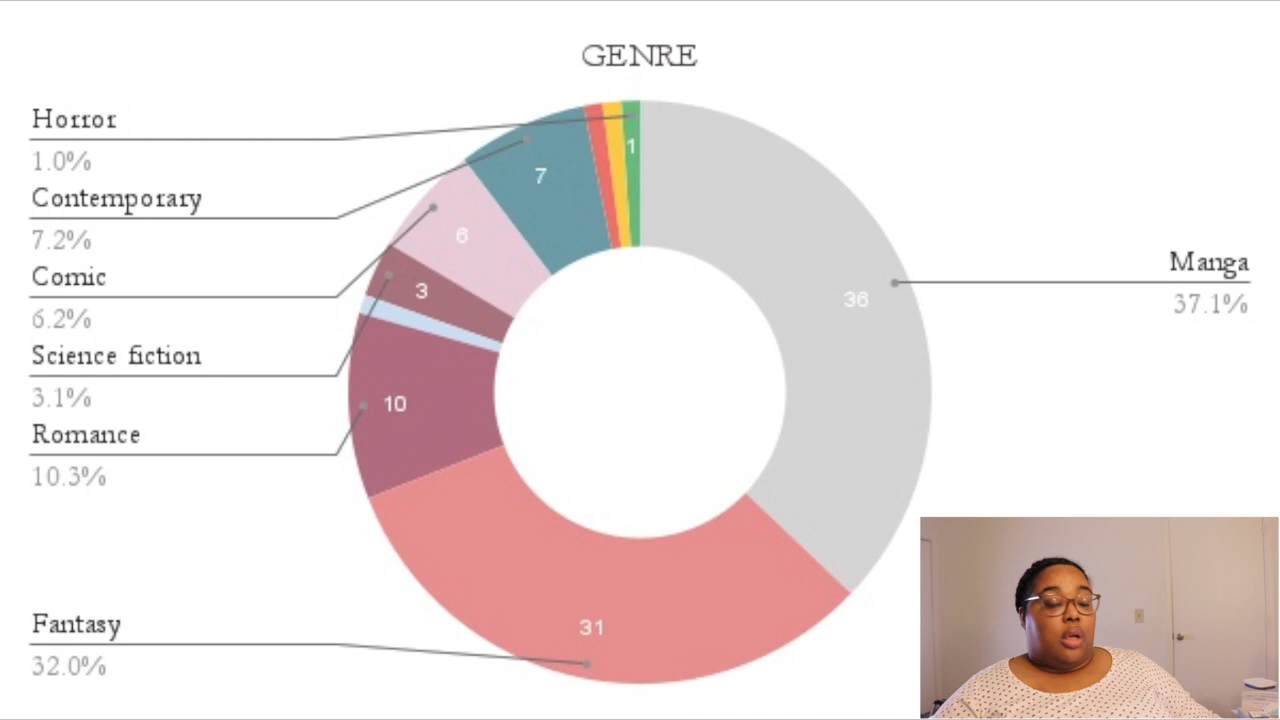 GENRE
Horror
1.0%
Contemporary
7.2%
Comic
6.2%
Science fiction
3.1%
Romance
10.3%
Fantasy
32.0%
Manga
37.1%
1
7
6
3
10
31
36